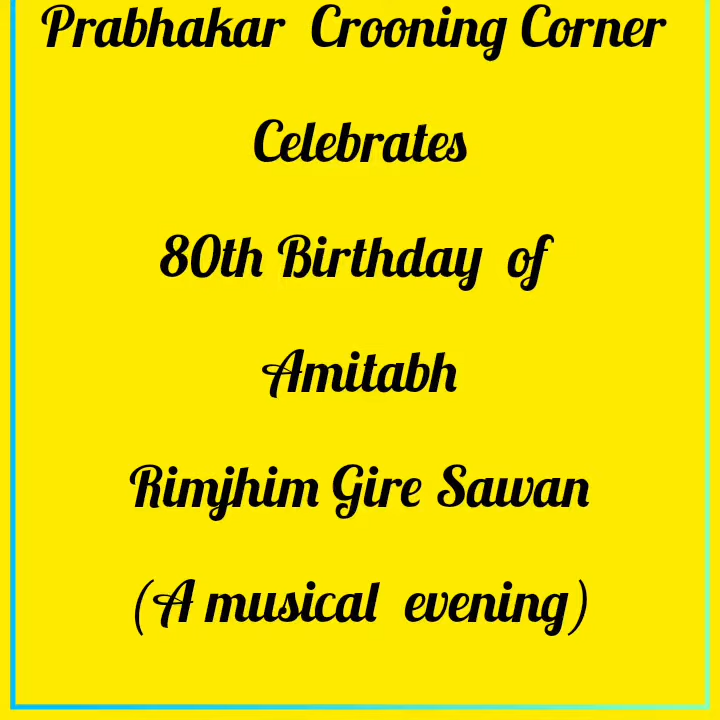 Prabhakar Crooning Corner
Celebrates
80th Birthday of
Amitabh
Rimjhim Gire Sawan
(A musical evening)